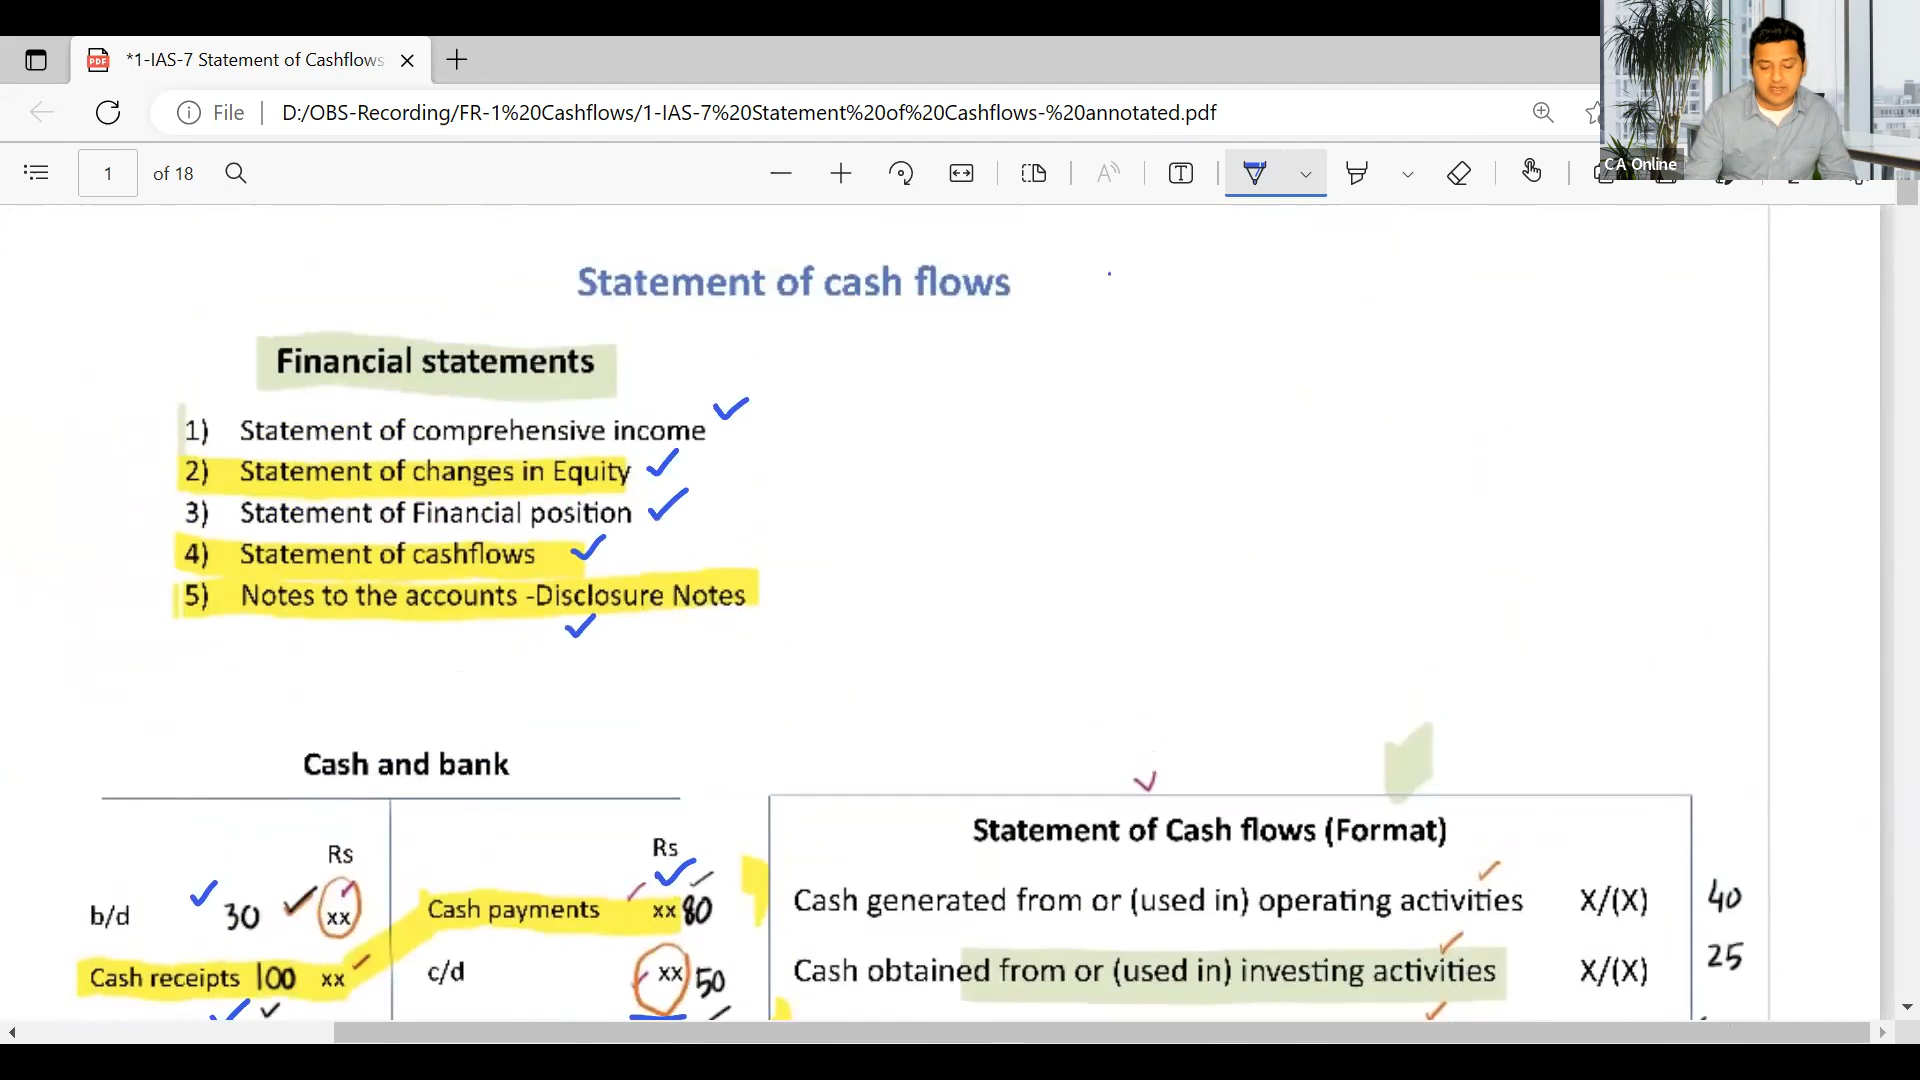 *1-IAS-7 Statement of Cashflows
File
D:/OBS-Recording/FR-1%20Cashflows/1-IAS-7%20Statement%20of%20Cashflows-%20annotated.pdf
C A Online
1 of 18
Statement of cash flows
Financial statements
1) Statement of comprehensive income
2) Statement of changes in Equity
3) Statement of Financial position
4) Statement of cashflows
5) Notes to the accounts -Disclosure Notes
Cash and bank
Rs Rs
b/d 30 xx Cash payments xx 80
Cash receipts 100 xx c/d xx 50
Statement of Cash flows (Format)
Cash generated from or (used in) operating activities X/(X) 40
Cash obtained from or (used in) investing activities X/(X) 25